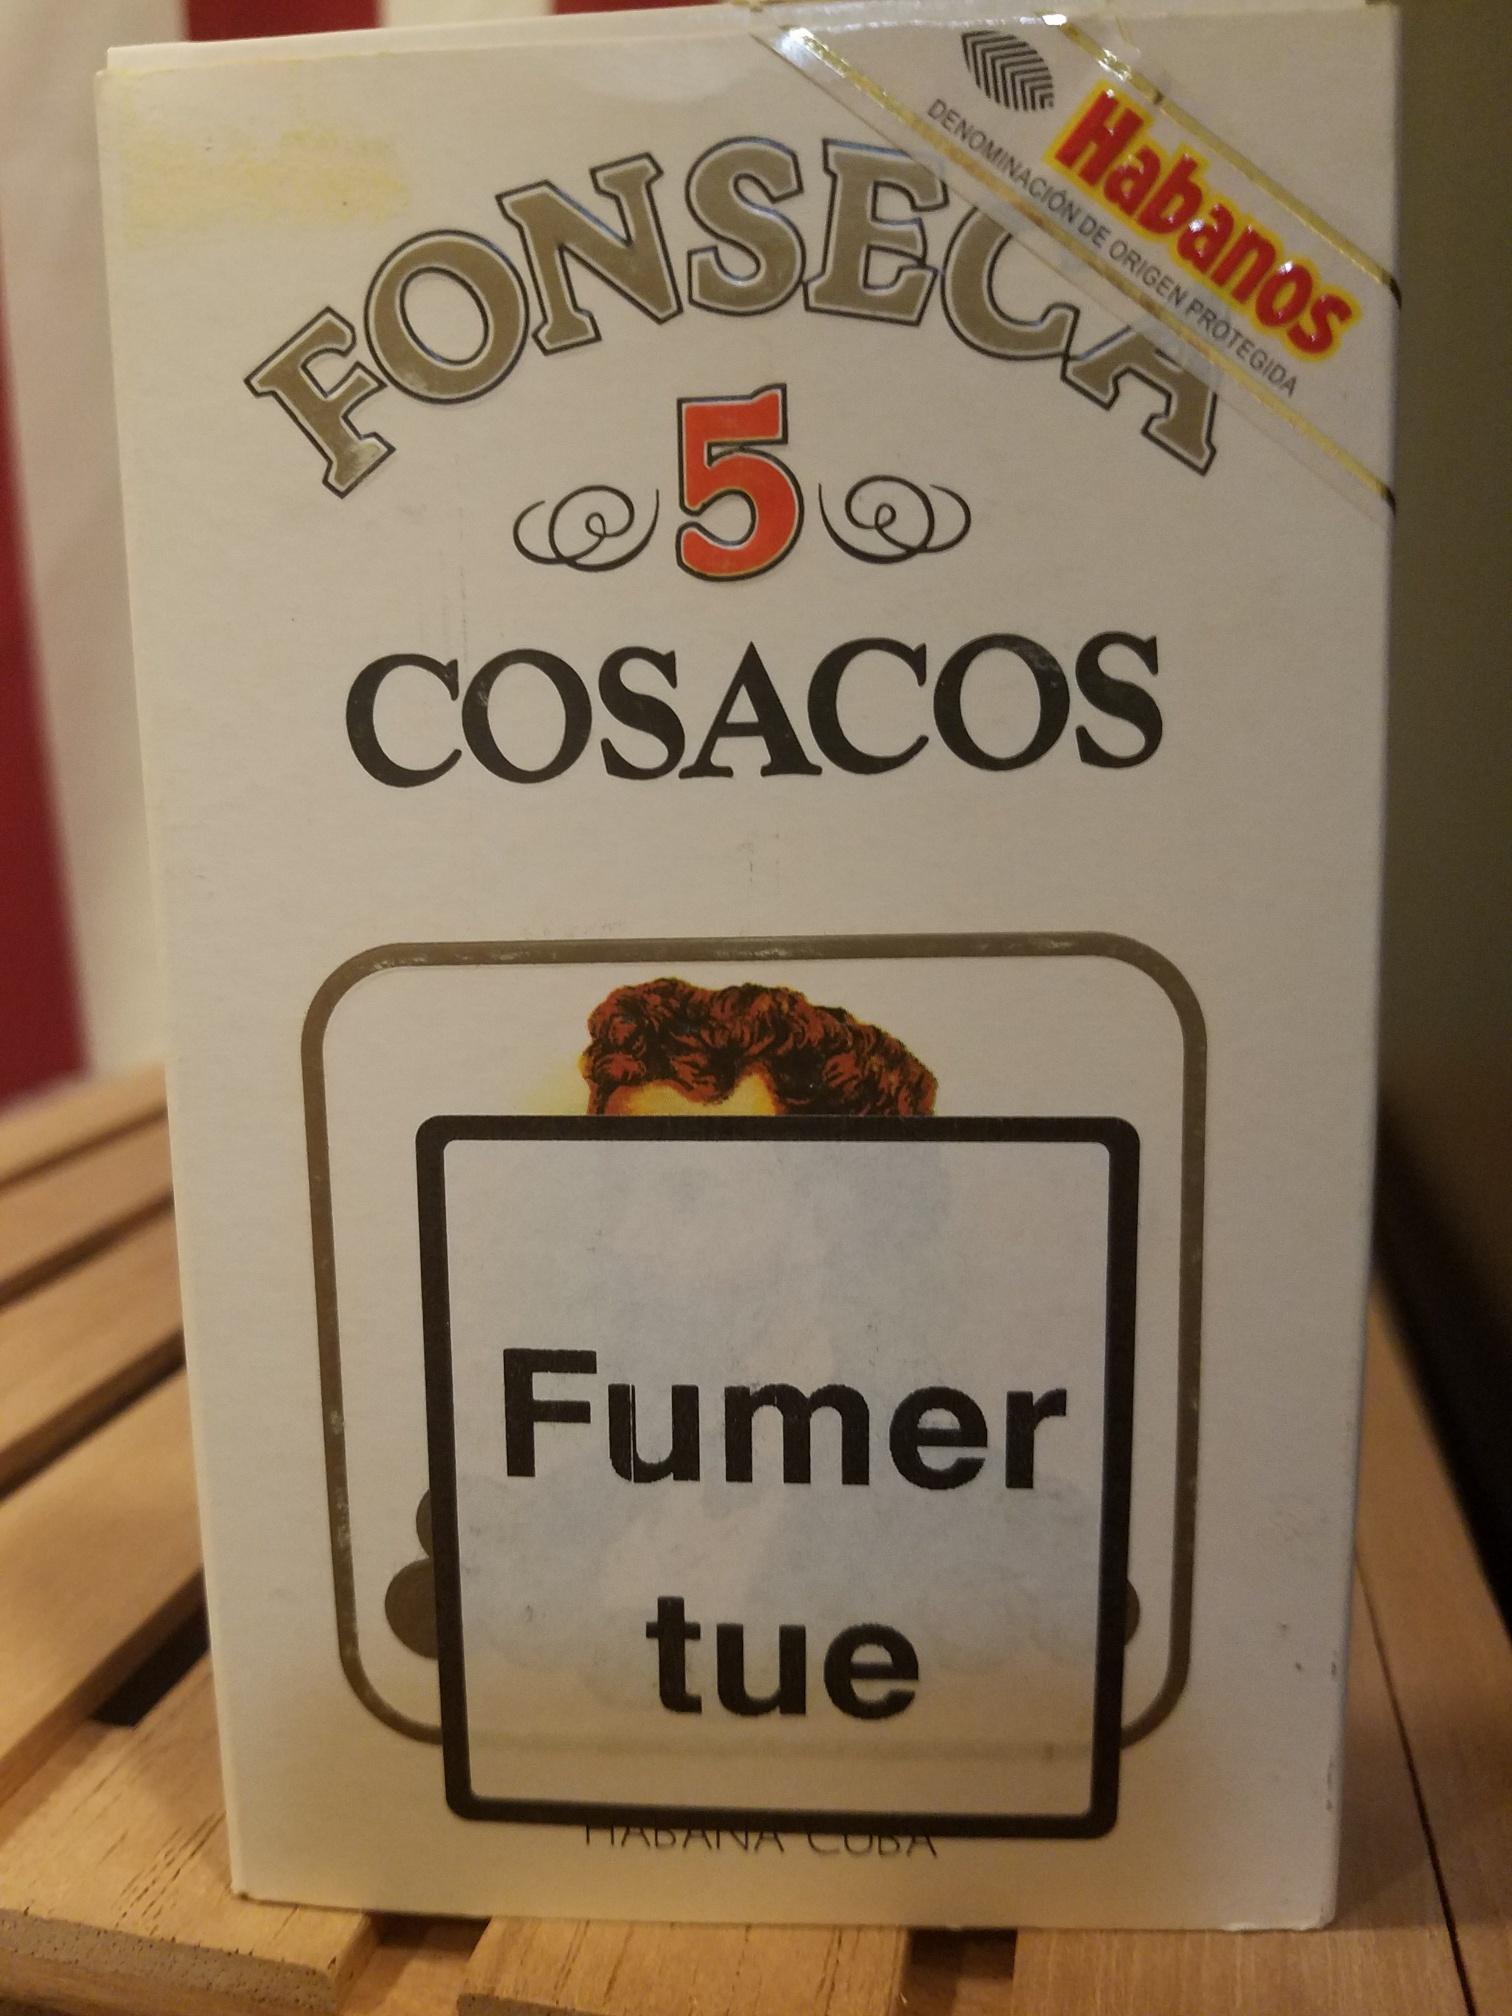 Habanos
DENOMINACIÓN DE ORIGEN PROTEGIDA
FONSECA
5
COSACOS
Fumer
tue
HABANA CUBA